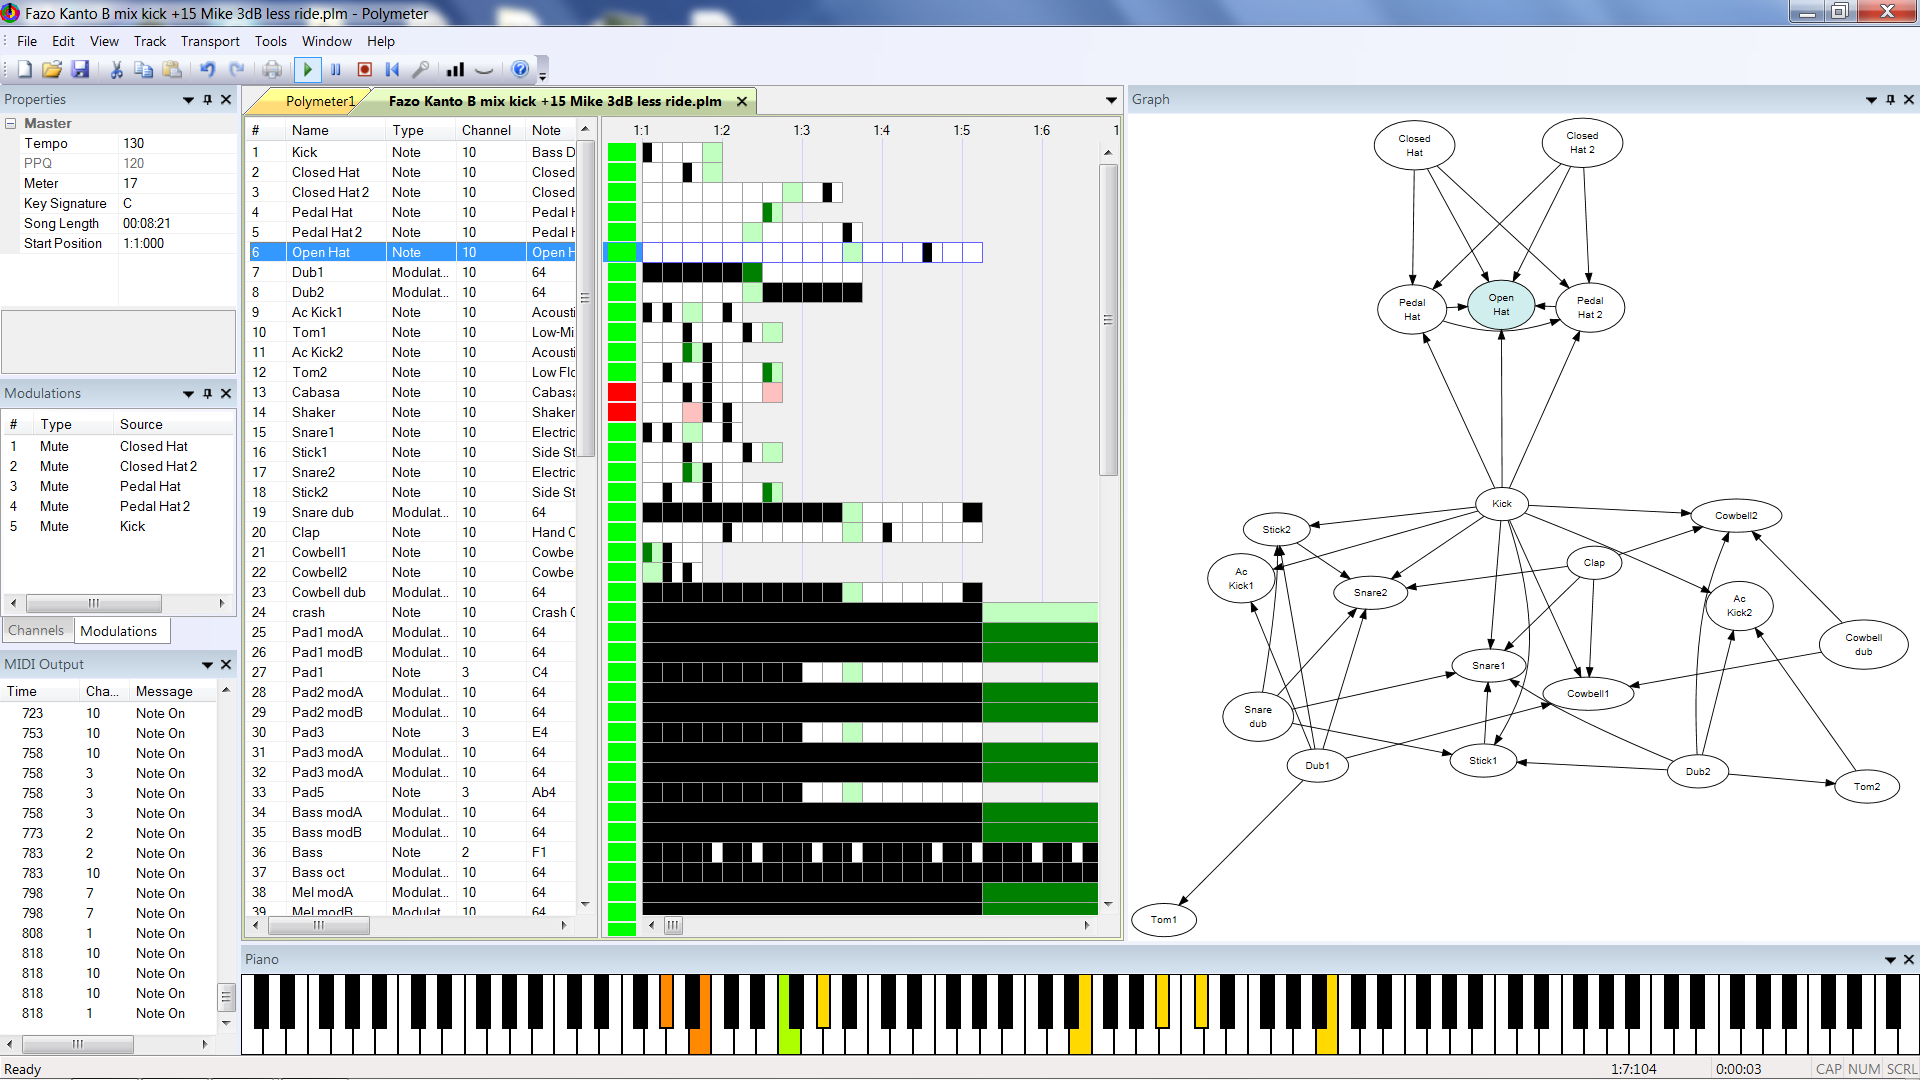 Fazo Kanto B mix kick +15 Mike 3dB less ride.plm - Polymeter
File Edit View Track Transport Tools Window Help
Properties
Master
Tempo 130
PPQ 120
Meter 17
Key Signature C
Song Length 00:08:21
Start Position 1:1:000
Modulations
# Type Source
1 Mute Closed Hat
2 Mute Closed Hat 2
3 Mute Pedal Hat
4 Mute Pedal Hat 2
5 Mute Kick
Channels Modulations
MIDI Output
Time Cha... Message
723 10 Note On
753 10 Note On
758 10 Note On
758 3 Note On
758 3 Note On
758 3 Note On
773 2 Note On
783 2 Note On
783 10 Note On
798 7 Note On
798 7 Note On
808 1 Note On
818 10 Note On
818 10 Note On
818 10 Note On
818 1 Note On
Polymeter1 Fazo Kanto B mix kick +15 Mike 3dB less ride.plm
# Name Type Channel Note
1:1 1:2 1:3 1:4 1:5 1:6 1
1 Kick Note 10 Bass D
2 Closed Hat Note 10 Closed
3 Closed Hat 2 Note 10 Closed
4 Pedal Hat Note 10 Pedal H
5 Pedal Hat 2 Note 10 Pedal H
6 Open Hat Note 10 Open H
7 Dub1 Modulat... 10 64
8 Dub2 Modulat... 10 64
9 Ac Kick1 Note 10 Acousti
10 Tom1 Note 10 Low-Mi
11 Ac Kick2 Note 10 Acousti
12 Tom2 Note 10 Low Flo
13 Cabasa Note 10 Cabasa
14 Shaker Note 10 Shaker
15 Snare1 Note 10 Electric
16 Stick1 Note 10 Side St
17 Snare2 Note 10 Electric
18 Stick2 Note 10 Side St
19 Snare dub Modulat... 10 64
20 Clap Note 10 Hand C
21 Cowbell1 Note 10 Cowbe
22 Cowbell2 Note 10 Cowbe
23 Cowbell dub Modulat... 10 64
24 crash Note 10 Crash C
25 Pad1 modA Modulat... 10 64
26 Pad1 modB Modulat... 10 64
27 Pad1 Note 3 C4
28 Pad2 modA Modulat... 10 64
29 Pad2 modB Modulat... 10 64
30 Pad3 Note 3 E4
31 Pad3 modA Modulat... 10 64
32 Pad3 modA Modulat... 10 64
33 Pad5 Note 3 Ab4
34 Bass modA Modulat... 10 64
35 Bass modB Modulat... 10 64
36 Bass Note 2 F1
37 Bass oct Modulat... 10 64
38 Mel modA Modulat... 10 64
39 Mel modB Modulat 10 64
Graph
Closed
Hat
Closed
Hat 2
Pedal
Hat
Open
Hat
Pedal
Hat 2
Kick
Stick2
Cowbell2
Ac
Kick1
Clap
Snare2
Ac
Kick2
Cowbell
dub
Snare1
Cowbell1
Snare
dub
Dub1
Stick1
Dub2
Tom2
Tom1
Piano
Ready 1:7:104 0:00:03 CAP NUM SCRL